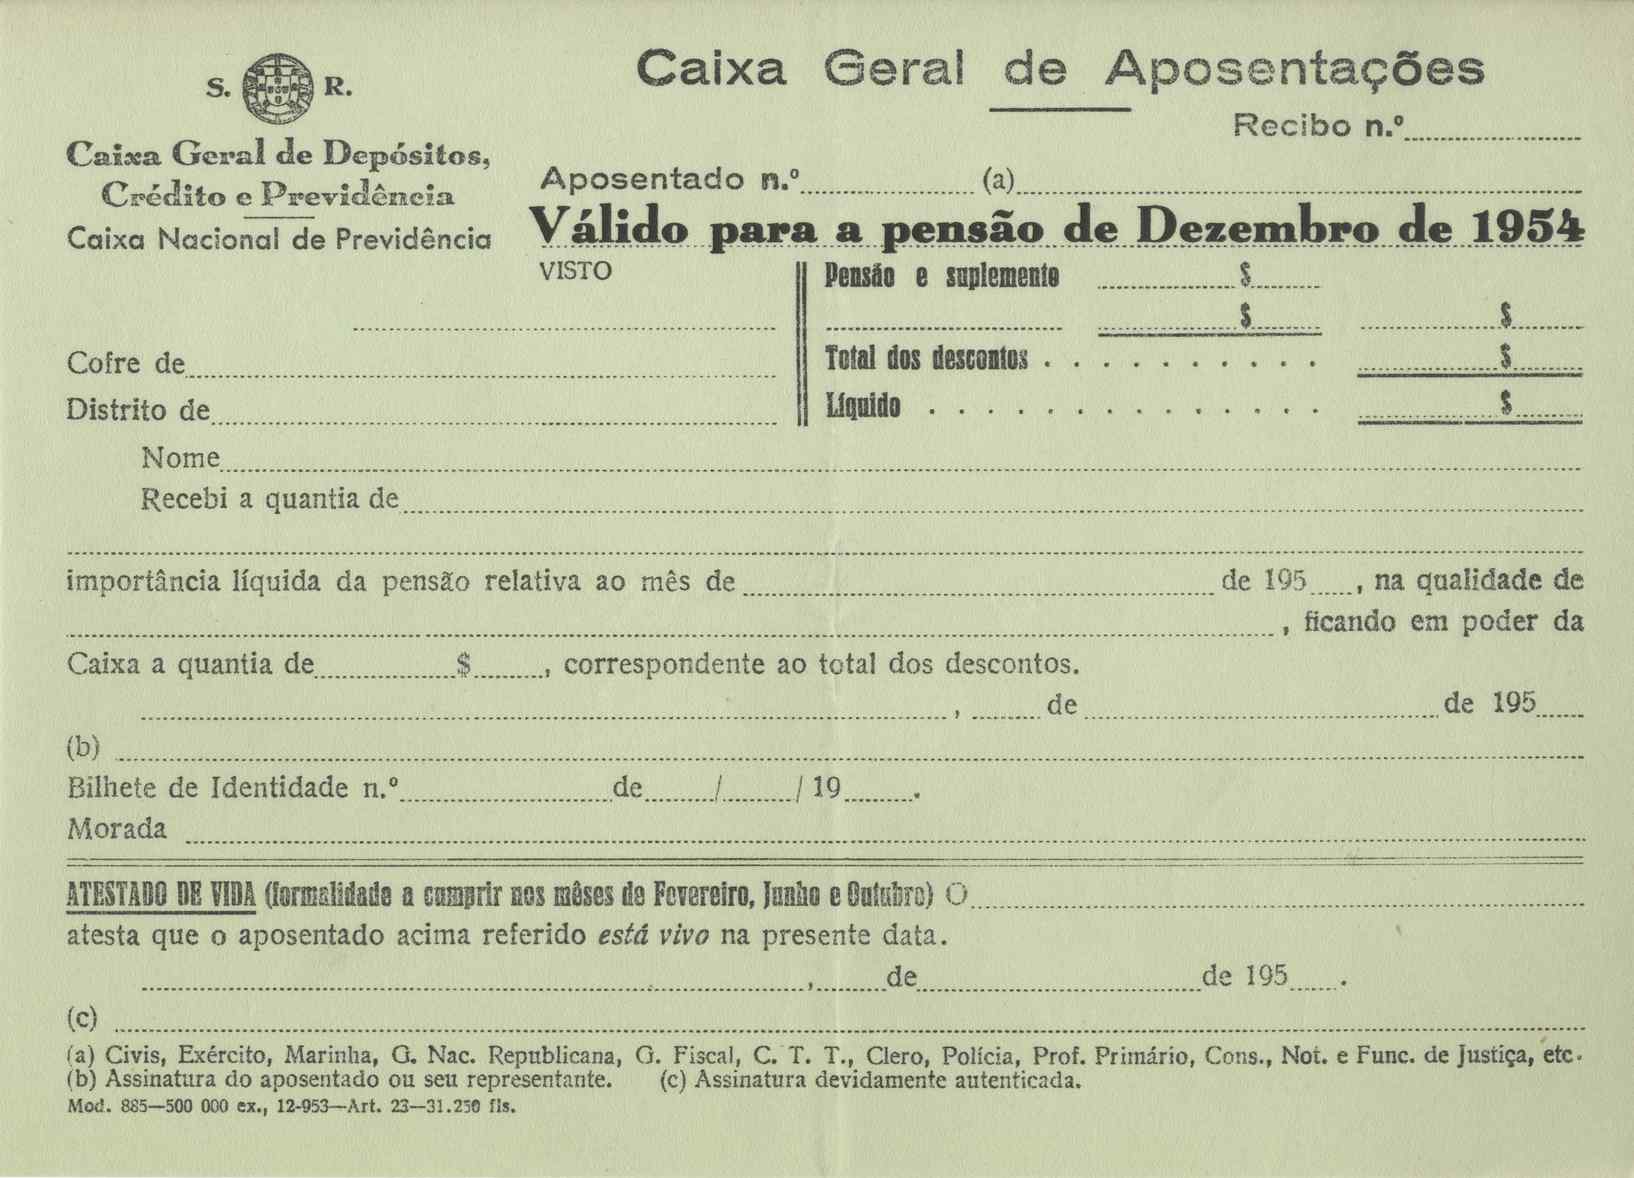 S. R.
Caixa Geral de Depósitos,
Crédito e Previdência
Caixa Nacional de Previdência
Caixa Geral de Aposentações
Recibo n.º
Aposentado n.º (a)
Válido para a pensão de Dezembro de 1954
VISTO
Pensão e suplemento $
$ $
Total dos descontos . . . . . . . . . . $
Líquido . . . . . . . . . . . . . . $
Cofre de
Distrito de
Nome
Recebi a quantia de
importância líquida da pensão relativa ao mês de de 195 , na qualidade de
, ficando em poder da
Caixa a quantia de $ , correspondente ao total dos descontos.
, de de 195
(b)
Bilhete de Identidade n.º de / / 19 .
Morada
ATESTADO DE VIDA (formalidade a cumprir nos mêses de Fevereiro, Junho e Outubro) O
atesta que o aposentado acima referido está vivo na presente data.
, de de 195 .
(c)
(a) Civis, Exército, Marinha, G. Nac. Republicana, G. Fiscal, C. T. T., Clero, Polícia, Prof. Primário, Cons., Not. e Func. de Justiça, etc.
(b) Assinatura do aposentado ou seu representante. (c) Assinatura devidamente autenticada.
Mod. 885—500 000 ex., 12-953—Art. 23—31.250 fls.